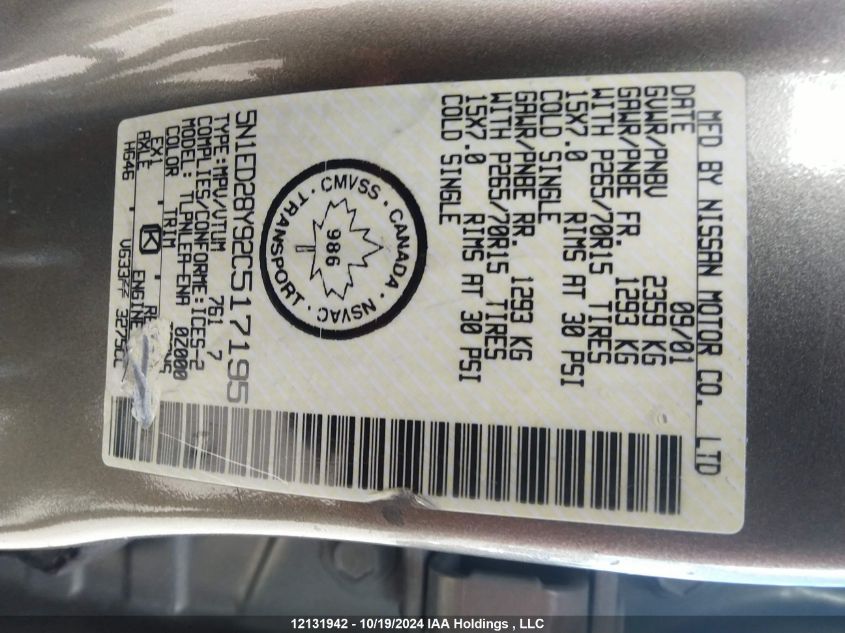 MFD BY NISSAN MOTOR CO. LTD
DATE 09/01
GVWR/PNBV 2359 KG
GAWR/PNBE FR. 1293 KG
WITH P265/70R15 TIRES
15X7.0 RIMS AT 30 PSI
COLD SINGLE
GAWR/PNBE RR. 1293 KG
WITH P265/70R15 TIRES
15X7.0 RIMS AT 30 PSI
COLD SINGLE
CMVSS · CANADA · NSVAC · TRANSPORT ·
986
5N1ED28Y92C517195
TYPE:MPV/VTUM 761 7
COMPLIES/CONFORME:ICES-2
MODEL: TLPNLEA-ENA 0Z000
COLOR TRIM
EX1 K
AXLE ENGINE
HG46 VG33 3275CC
12131942 - 10/19/2024 IAA Holdings , LLC